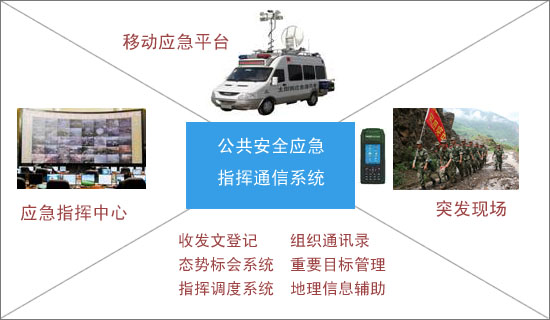 移动应急平台
公共安全应急
指挥通信系统
应急指挥中心
突发现场
收发文登记 组织通讯录
态势标会系统 重要目标管理
指挥调度系统 地理信息辅助